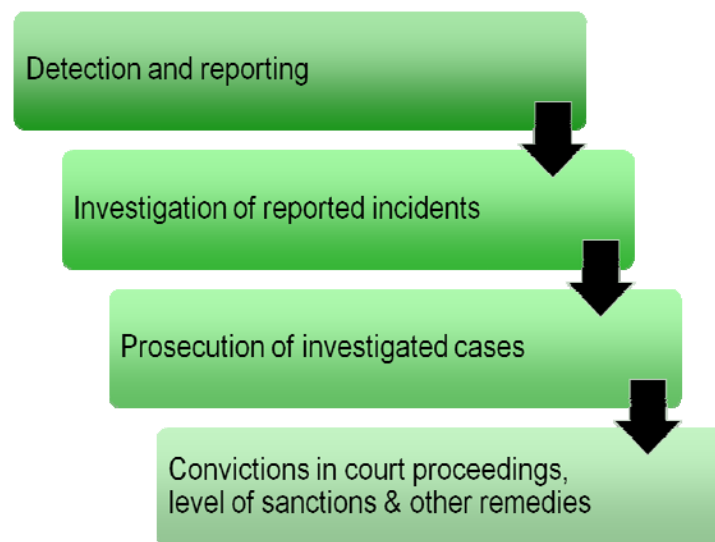 Detection and reporting
Investigation of reported incidents
Prosecution of investigated cases
Convictions in court proceedings,
level of sanctions & other remedies